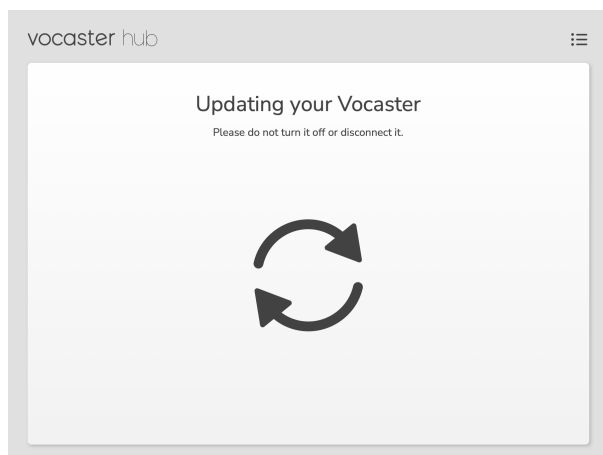 vocaster hub
Updating your Vocaster
Please do not turn it off or disconnect it.